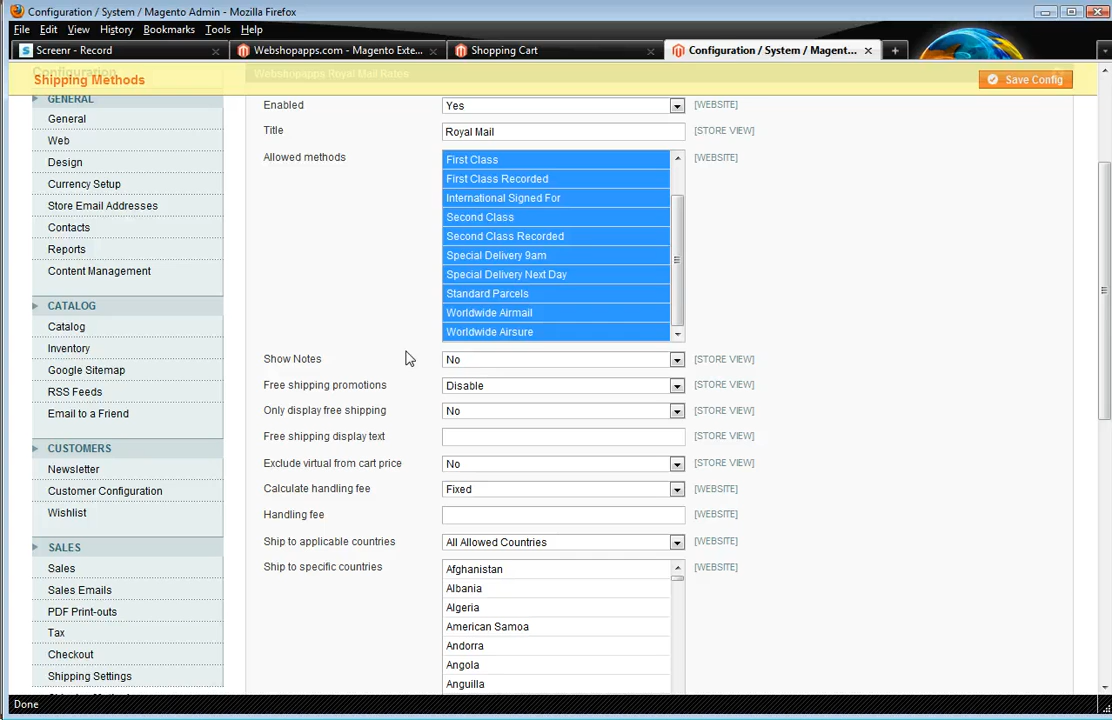 Configuration / System / Magento Admin - Mozilla Firefox
File Edit View History Bookmarks Tools Help
Screenr - Record
Webshopapps.com - Magento Exte...
Shopping Cart
Configuration / System / Magent...
Configuration
Webshopapps Royal Mail Rates
Shipping Methods
Save Config
GENERAL
General
Web
Design
Currency Setup
Store Email Addresses
Contacts
Reports
Content Management
CATALOG
Catalog
Inventory
Google Sitemap
RSS Feeds
Email to a Friend
CUSTOMERS
Newsletter
Customer Configuration
Wishlist
SALES
Sales
Sales Emails
PDF Print-outs
Tax
Checkout
Shipping Settings
Enabled Yes [WEBSITE]
Title Royal Mail [STORE VIEW]
Allowed methods [WEBSITE]
First Class
First Class Recorded
International Signed For
Second Class
Second Class Recorded
Special Delivery 9am
Special Delivery Next Day
Standard Parcels
Worldwide Airmail
Worldwide Airsure
Show Notes No [STORE VIEW]
Free shipping promotions Disable [STORE VIEW]
Only display free shipping No [STORE VIEW]
Free shipping display text [STORE VIEW]
Exclude virtual from cart price No [STORE VIEW]
Calculate handling fee Fixed [WEBSITE]
Handling fee [WEBSITE]
Ship to applicable countries All Allowed Countries [WEBSITE]
Ship to specific countries [WEBSITE]
Afghanistan
Albania
Algeria
American Samoa
Andorra
Angola
Anguilla
Done